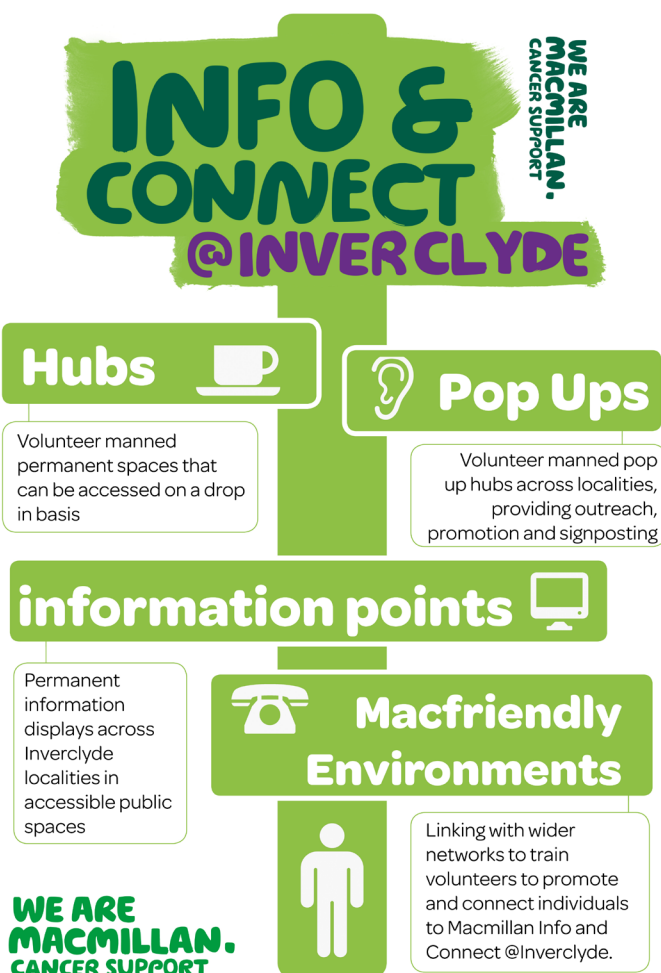 INFO &
CONNECT
@INVERCLYDE
WE ARE
MACMILLAN.
CANCER SUPPORT
Hubs
Volunteer manned
permanent spaces that
can be accessed on a drop
in basis
Pop Ups
Volunteer manned pop
up hubs across localities,
providing outreach,
promotion and signposting
information points
Permanent
information
displays across
Inverclyde
localities in
accessible public
spaces
Macfriendly
Environments
Linking with wider
networks to train
volunteers to promote
and connect individuals
to Macmillan Info and
Connect @Inverclyde.
WE ARE
MACMILLAN.
CANCER SUPPORT